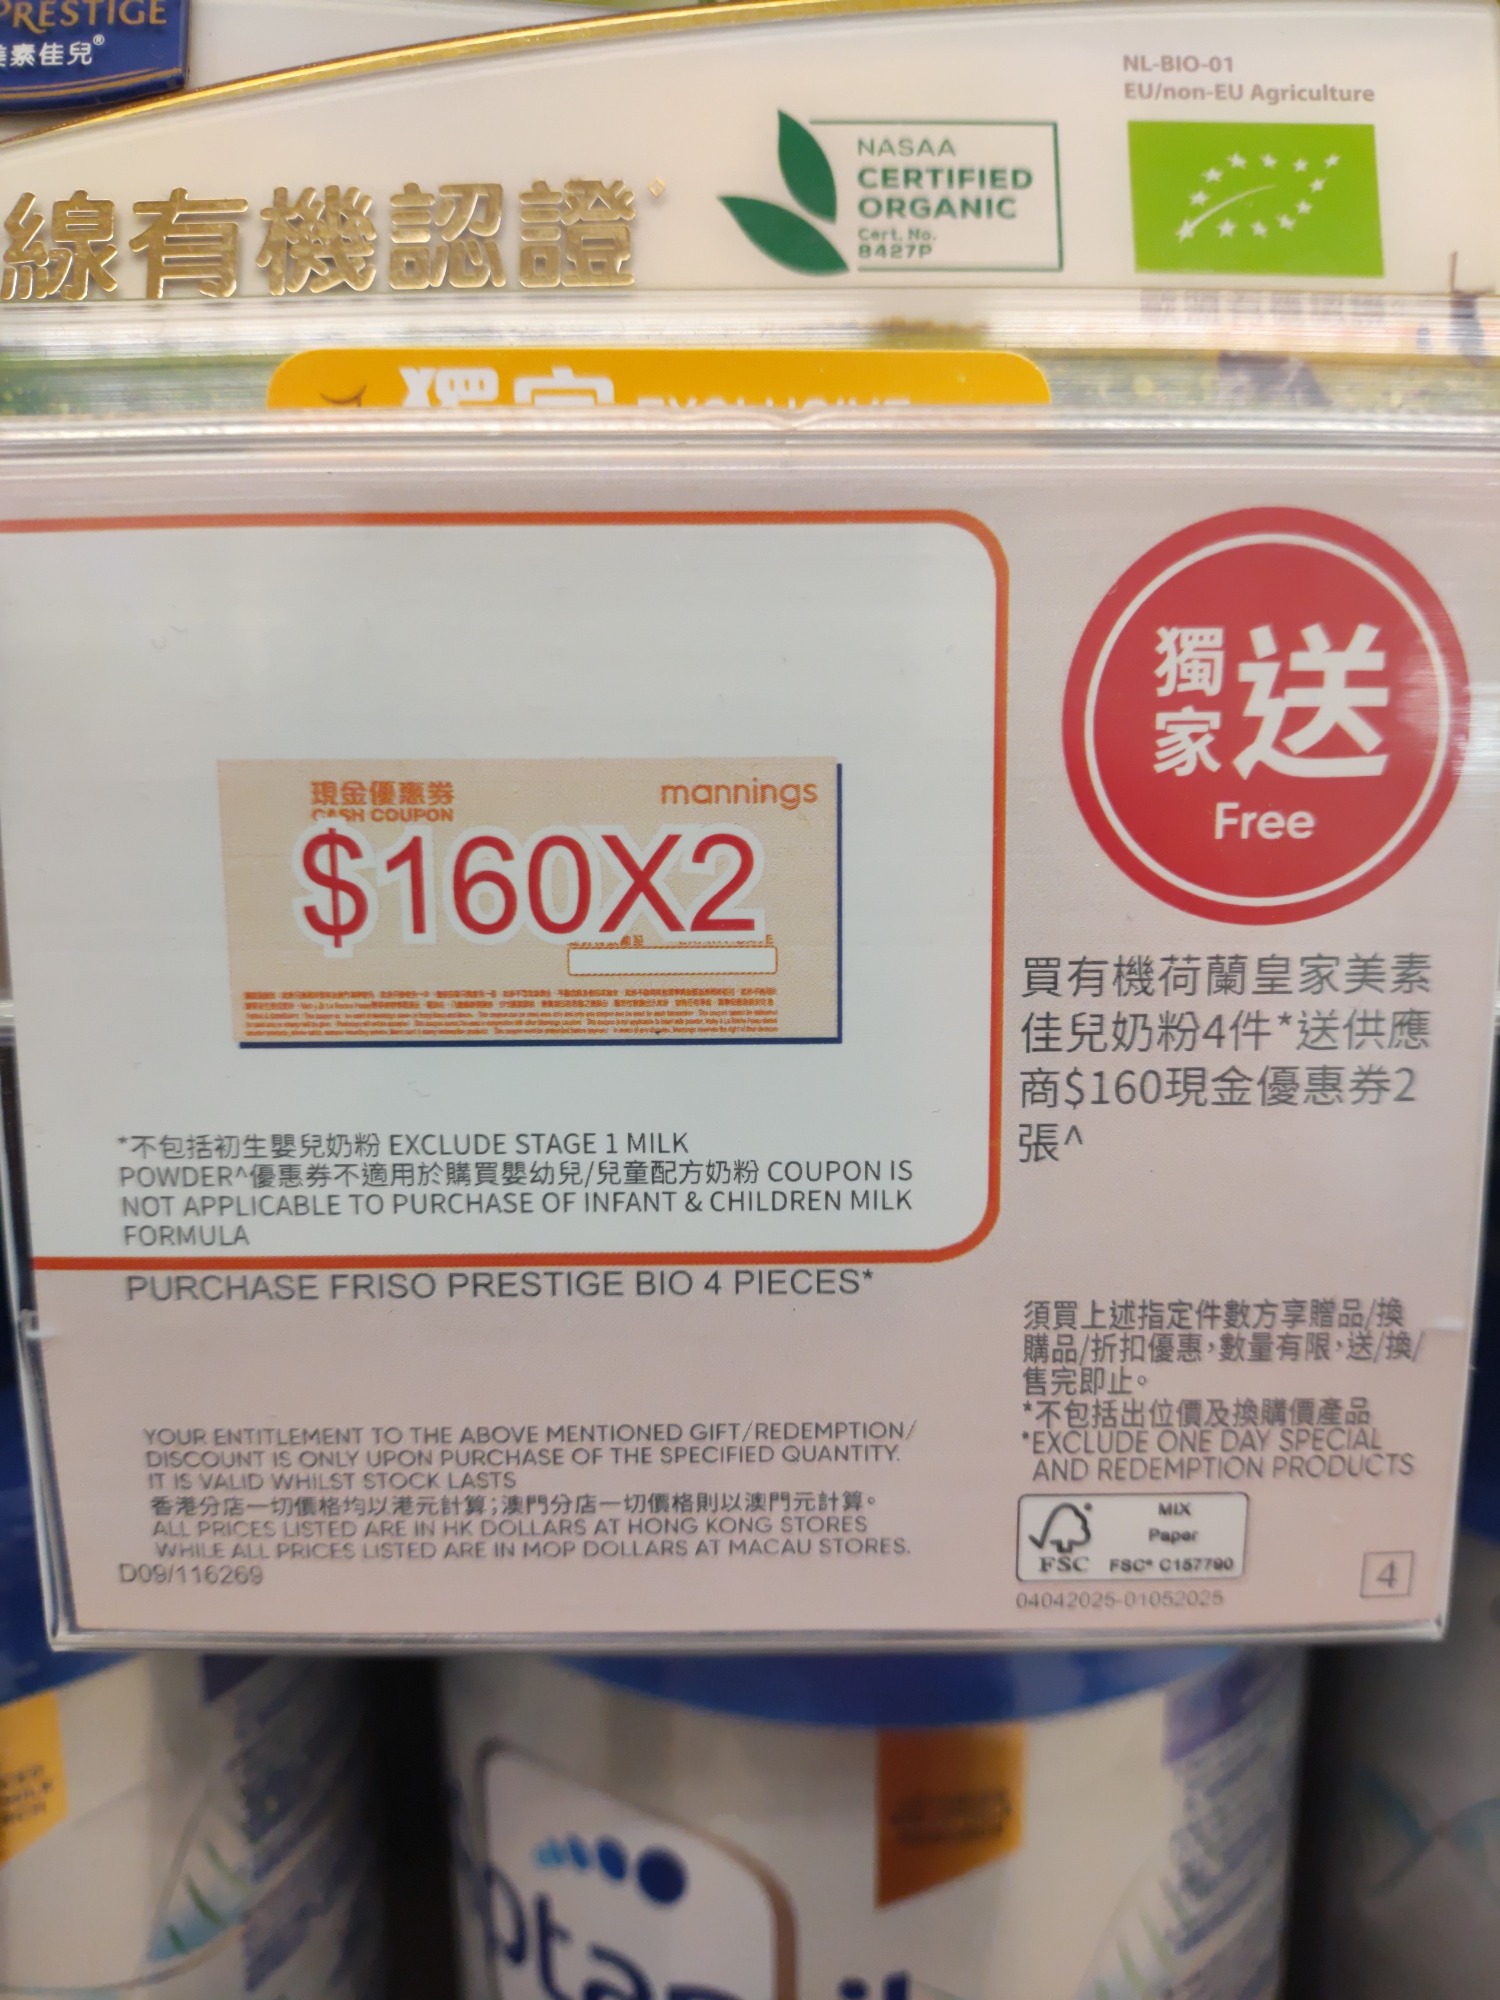 PRESTIGE
美素佳兒®
NL-BIO-01
EU/non-EU Agriculture
NASAA
CERTIFIED
ORGANIC
Cert. No.
8427P
線有機認證
獨家 EXCLUSIVE
獨家送
Free
現金優惠券
mannings
CASH COUPON
$160X2
買有機荷蘭皇家美素
佳兒奶粉4件*送供應
商$160現金優惠券2
張^
*不包括初生嬰兒奶粉 EXCLUDE STAGE 1 MILK
POWDER^優惠券不適用於購買嬰幼兒/兒童配方奶粉 COUPON IS
NOT APPLICABLE TO PURCHASE OF INFANT & CHILDREN MILK
FORMULA
PURCHASE FRISO PRESTIGE BIO 4 PIECES*
須買上述指定件數方享贈品/換
購品/折扣優惠，數量有限，送/換/
售完即止。
*不包括出位價及換購價產品
*EXCLUDE ONE DAY SPECIAL
AND REDEMPTION PRODUCTS
YOUR ENTITLEMENT TO THE ABOVE MENTIONED GIFT/REDEMPTION/
DISCOUNT IS ONLY UPON PURCHASE OF THE SPECIFIED QUANTITY.
IT IS VALID WHILST STOCK LASTS
香港分店一切價格均以港元計算；澳門分店一切價格則以澳門元計算。
ALL PRICES LISTED ARE IN HK DOLLARS AT HONG KONG STORES
WHILE ALL PRICES LISTED ARE IN MOP DOLLARS AT MACAU STORES.
D09/116269
MIX
Paper
FSC FSC® C157790
04042025-01052025
4